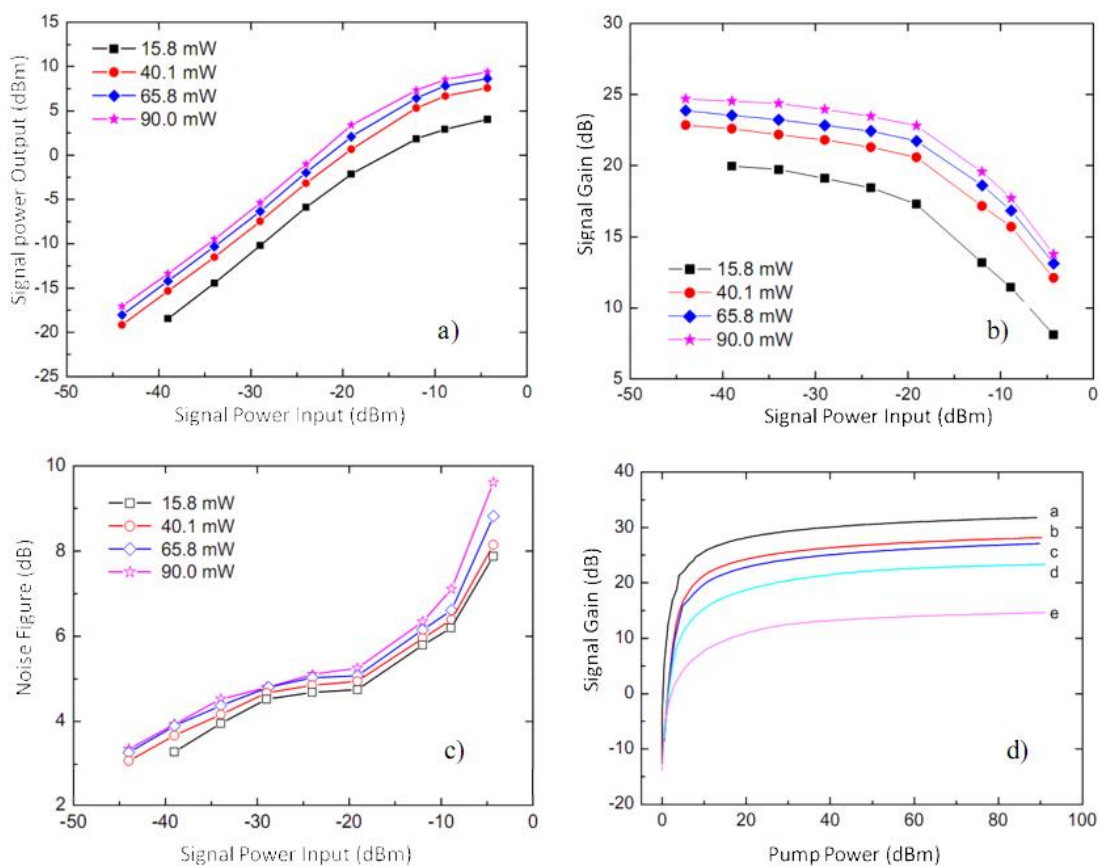 Signal power Output (dBm)
15
10
5
0
-5
-10
-15
-20
-25
15.8 mW
40.1 mW
65.8 mW
90.0 mW
a)
-50
-40
-30
-20
-10
0
Signal Power Input (dBm)
Signal Gain (dB)
30
25
20
15
10
5
15.8 mW
40.1 mW
65.8 mW
90.0 mW
b)
-50
-40
-30
-20
-10
0
Signal Power Input (dBm)
Noise Figure (dB)
10
8
6
4
2
15.8 mW
40.1 mW
65.8 mW
90.0 mW
c)
-50
-40
-30
-20
-10
0
Signal Power Input (dBm)
Signal Gain (dB)
40
30
20
10
0
-10
-20
a
b
c
d
e
d)
0
20
40
60
80
100
Pump Power (dBm)